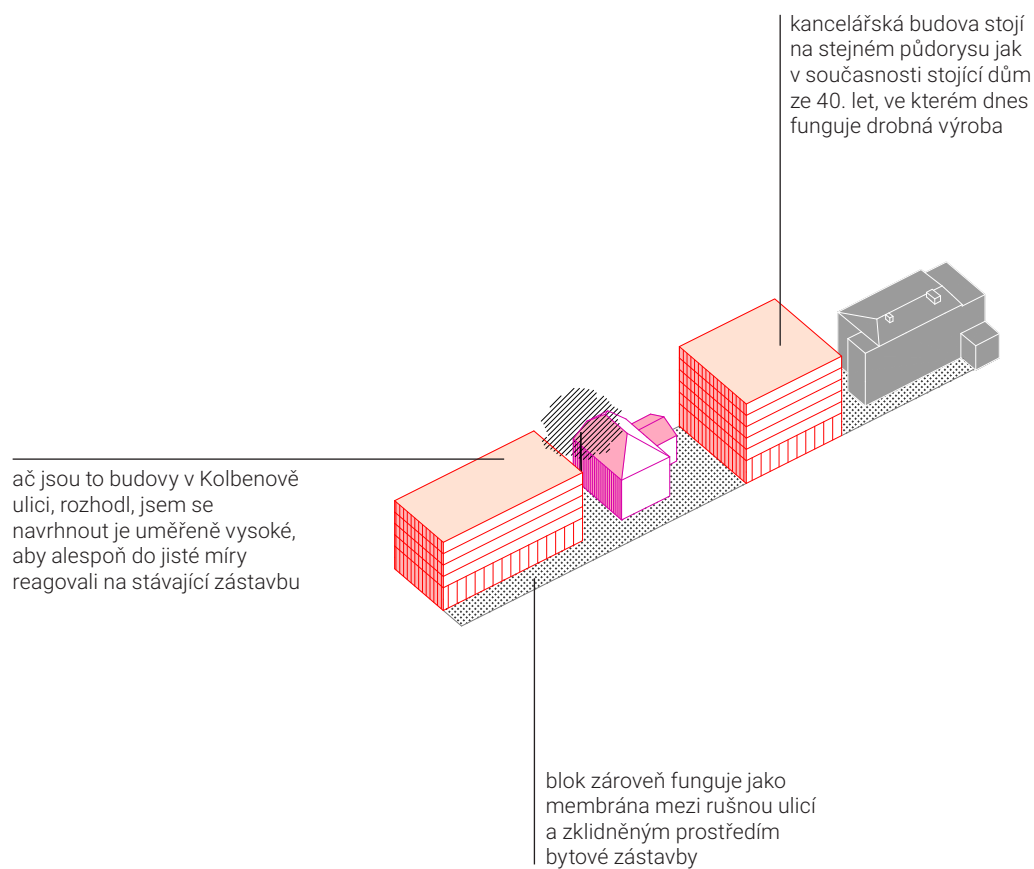 kancelářská budova stojí
na stejném půdorysu jak
v současnosti stojící dům
ze 40. let, ve kterém dnes
funguje drobná výroba
ač jsou to budovy v Kolbenově
ulici, rozhodl, jsem se
navrhnout je uměřeně vysoké,
aby alespoň do jisté míry
reagovali na stávající zástavbu
blok zároveň funguje jako
membrána mezi rušnou ulicí
a zklidněným prostředím
bytové zástavby